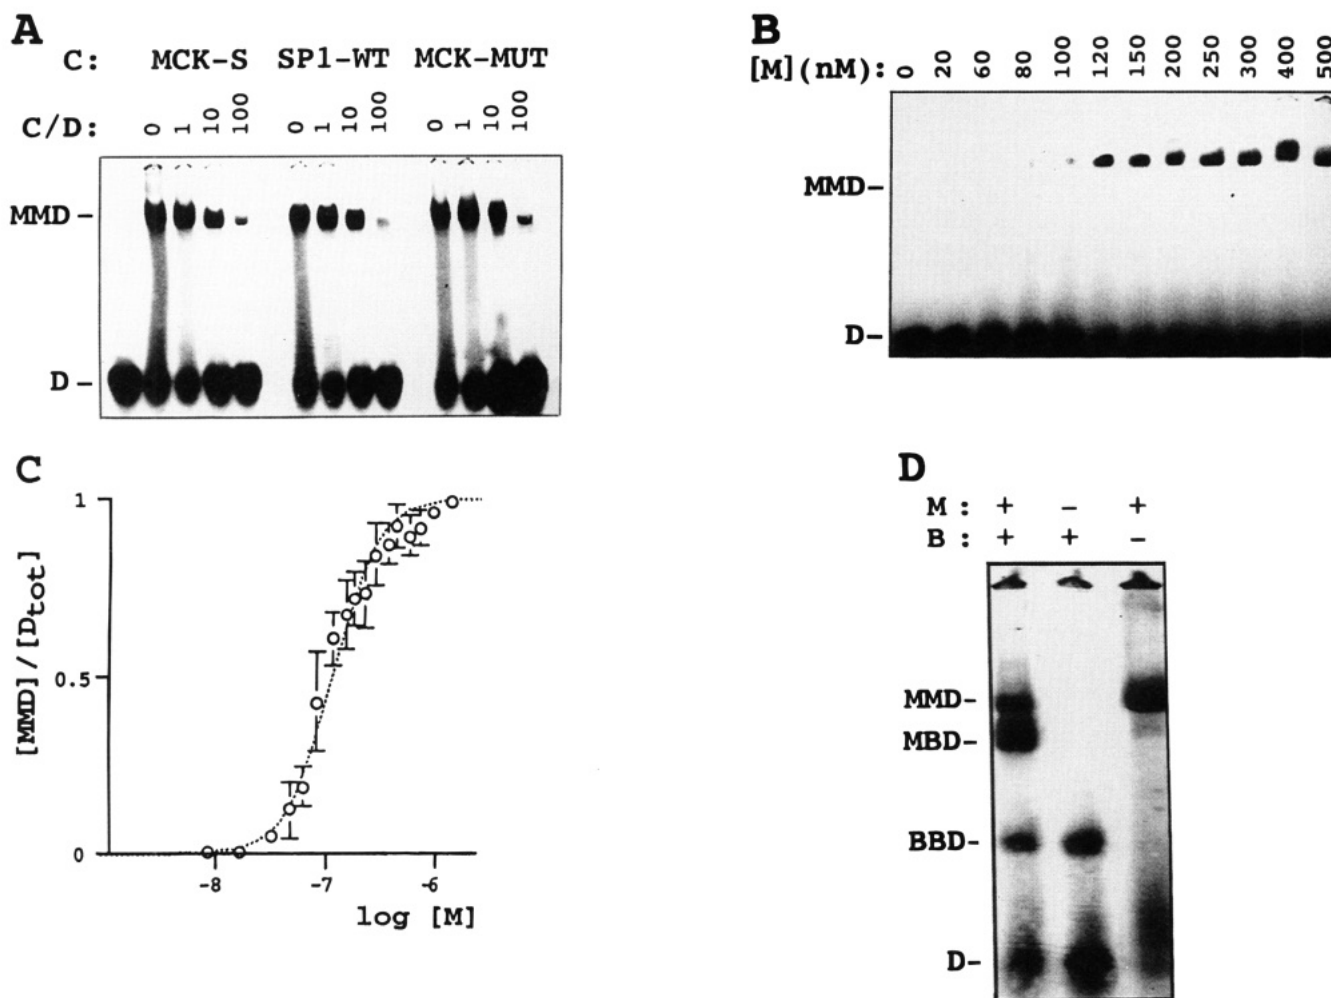 A
C: MCK-S SP1-WT MCK-MUT
C/D: 0 1 10 100 0 1 10 100 0 1 10 100
MMD –
D –
B
[M](nM): 0 20 60 80 100 120 150 200 250 300 400 500
MMD–
D–
C
[MMD]/[Dtot]
1
0.5
0
-8 -7 -6
log [M]
D
M : + – +
B : + + –
MMD–
MBD–
BBD–
D–